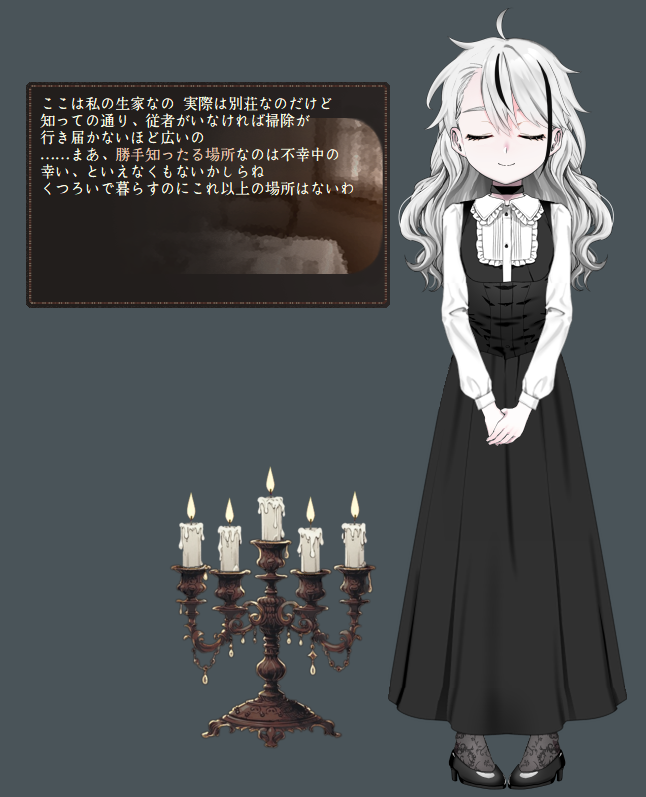 ここは私の生家なの 実際は別荘なのだけど
知っての通り、従者がいなければ掃除が
行き届かないほど広いの
……まあ、勝手知ったる場所なのは不幸中の
幸い、といえなくもないかしらね
くつろいで暮らすのにこれ以上の場所はないわ